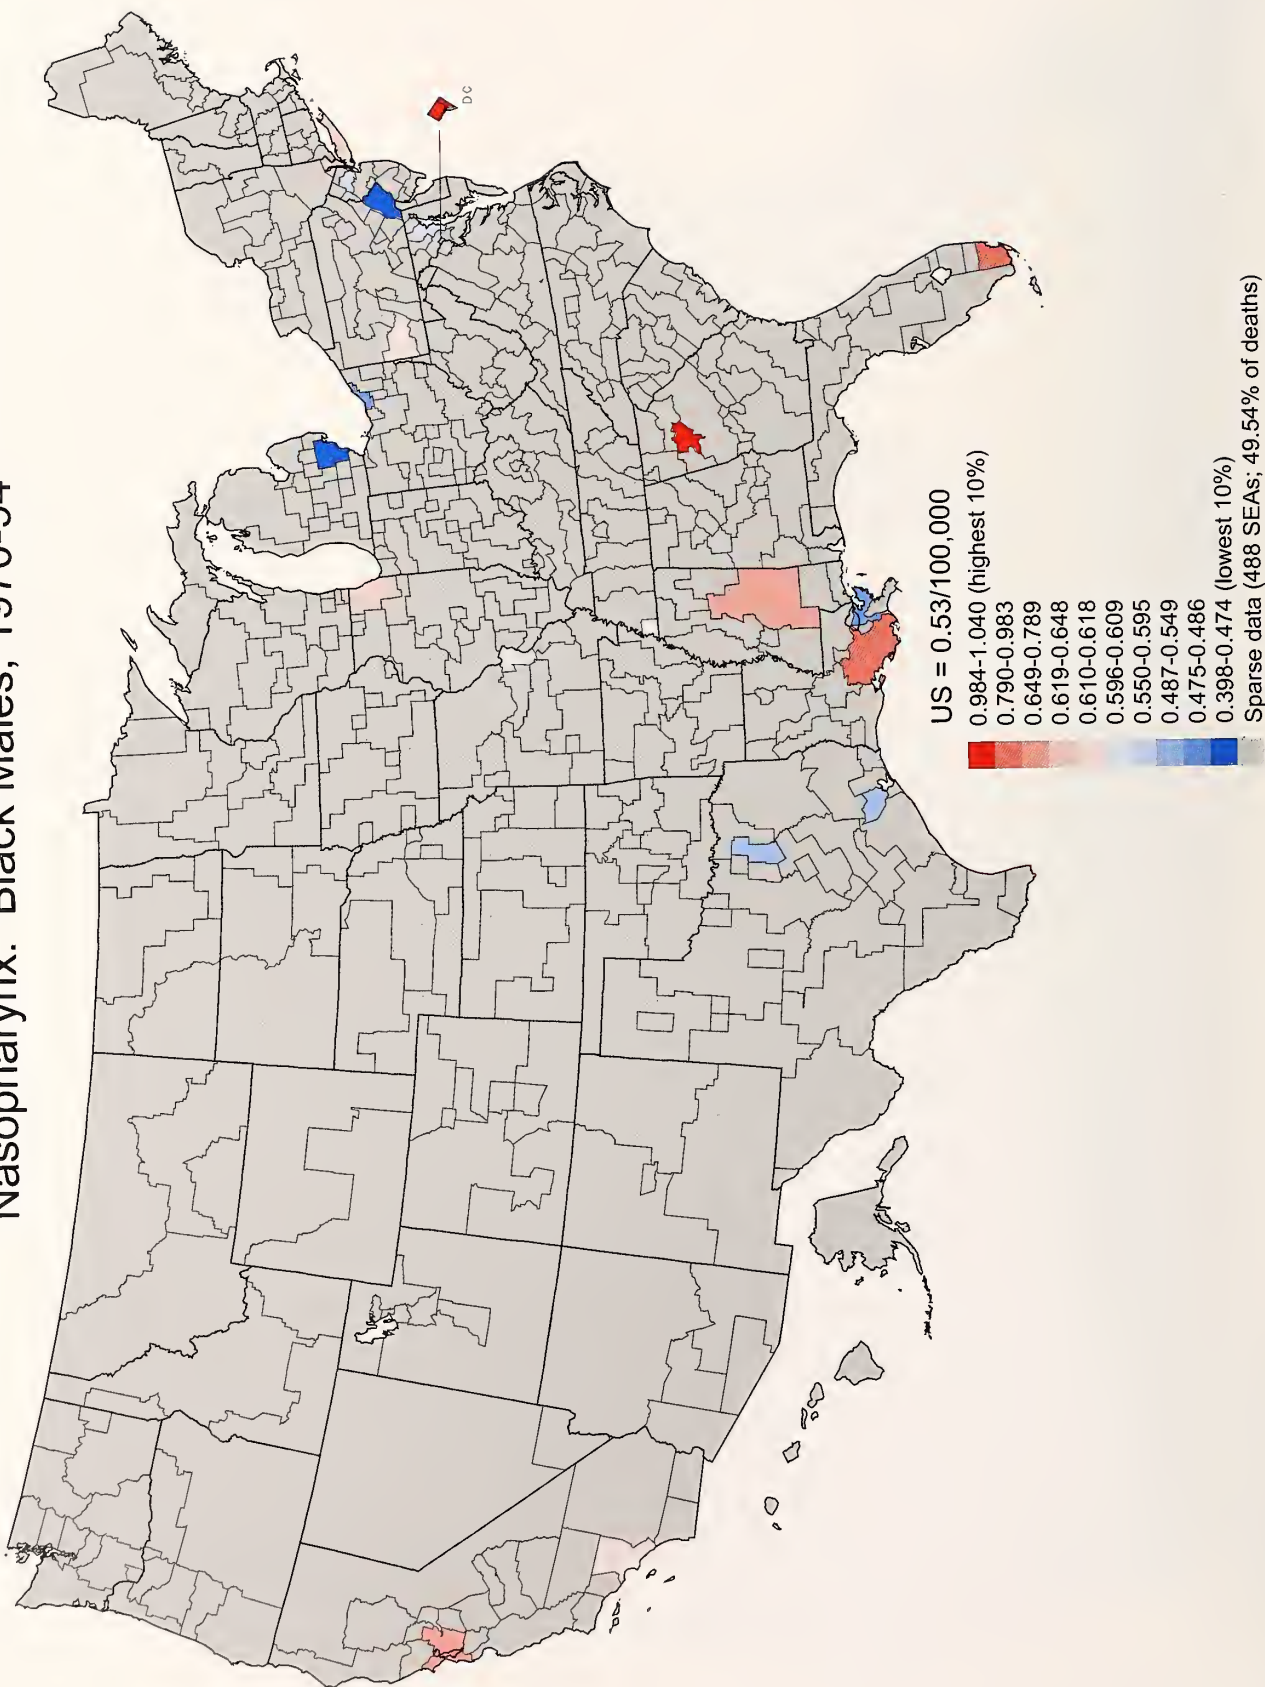 Nasopharynx: Black Males, 1970-94
DC
US = 0.53/100,000
0.984-1.040 (highest 10%)
0.790-0.983
0.649-0.789
0.619-0.648
0.610-0.618
0.596-0.609
0.550-0.595
0.487-0.549
0.475-0.486
0.398-0.474 (lowest 10%)
Sparse data (488 SEAs; 49.54% of deaths)